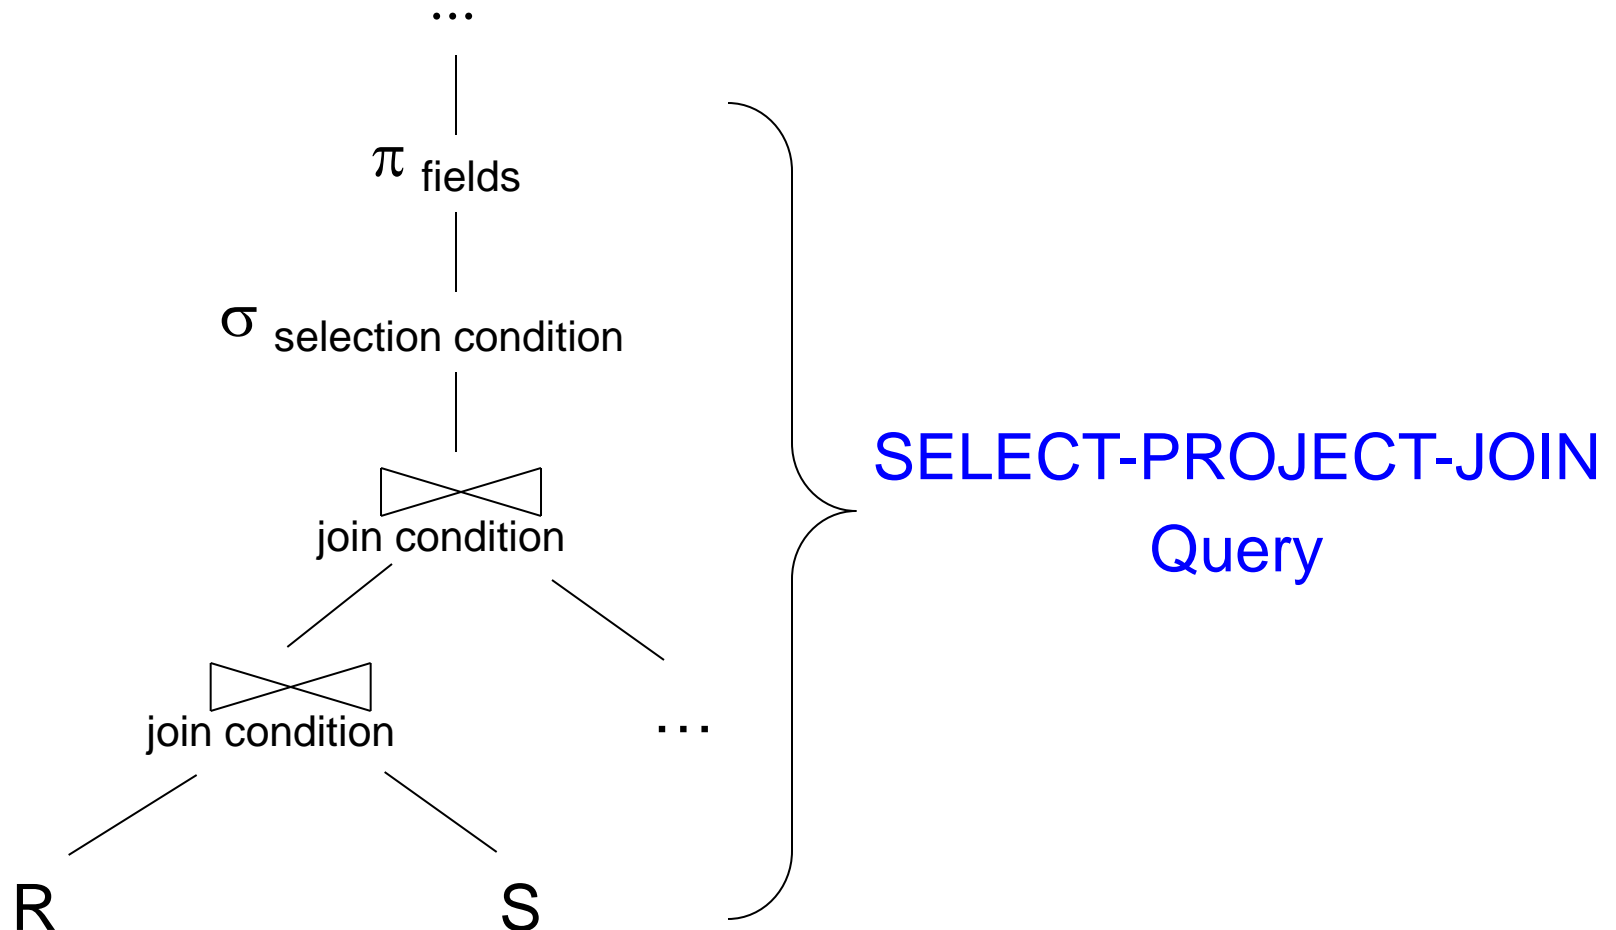 ...
π fields
σ selection condition
join condition
join condition
...
R
S
SELECT-PROJECT-JOIN
Query